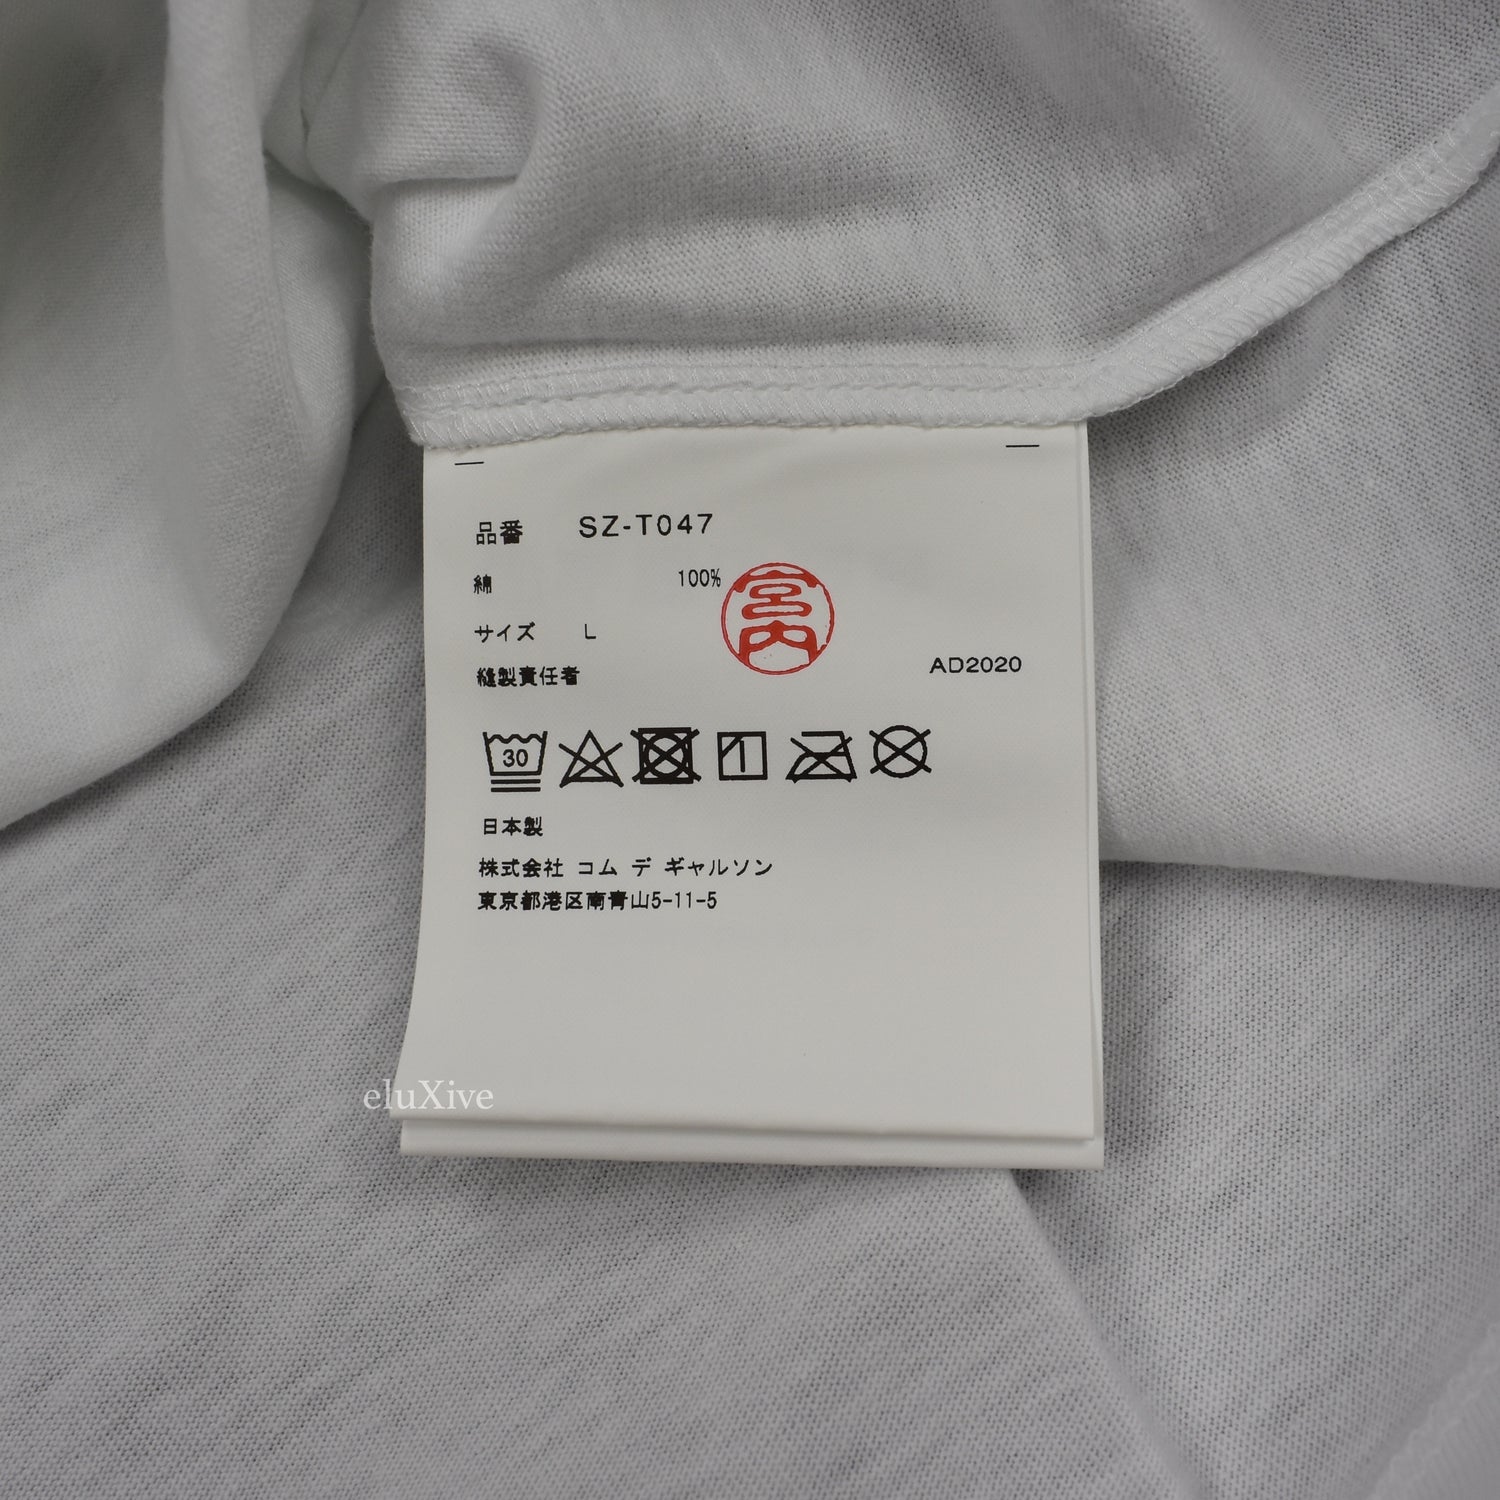 品番 SZ-T047
綿 100%
宮内
サイズ L
縫製責任者
AD2020
30
日本製
株式会社 コム デ ギャルソン
東京都港区南青山5-11-5
eluXive